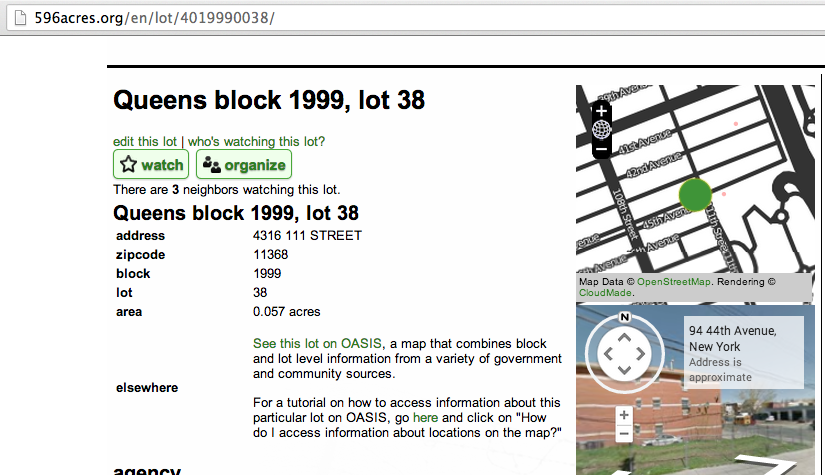 596acres.org/en/lot/4019990038/
Queens block 1999, lot 38
edit this lot | who's watching this lot?
watch organize
There are 3 neighbors watching this lot.
Queens block 1999, lot 38
address 4316 111 STREET
zipcode 11368
block 1999
lot 38
area 0.057 acres
See this lot on OASIS, a map that combines block
and lot level information from a variety of government
and community sources.
elsewhere
For a tutorial on how to access information about this
particular lot on OASIS, go here and click on "How
do I access information about locations on the map?"
agency
+
41st Avenue
42nd Avenue
108th Street
45th Avenue
Avenue
111th Street
Map Data © OpenStreetMap. Rendering ©
CloudMade.
N
94 44th Avenue,
New York
Address is
approximate
+